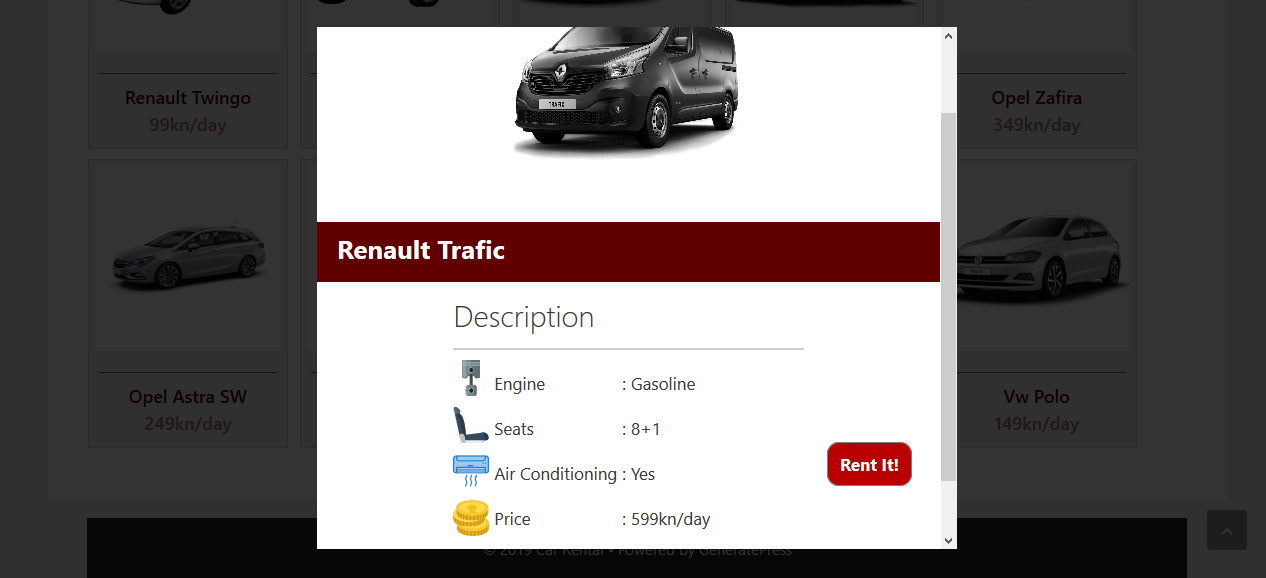 Renault Twingo
99kn/day
Opel Zafira
349kn/day
TRAFIC
Renault Trafic
Description
Engine : Gasoline
Seats : 8+1
Air Conditioning : Yes
Price : 599kn/day
Rent It!
Opel Astra SW
249kn/day
Vw Polo
149kn/day
© 2019 Car Rental • Powered by GeneratePress